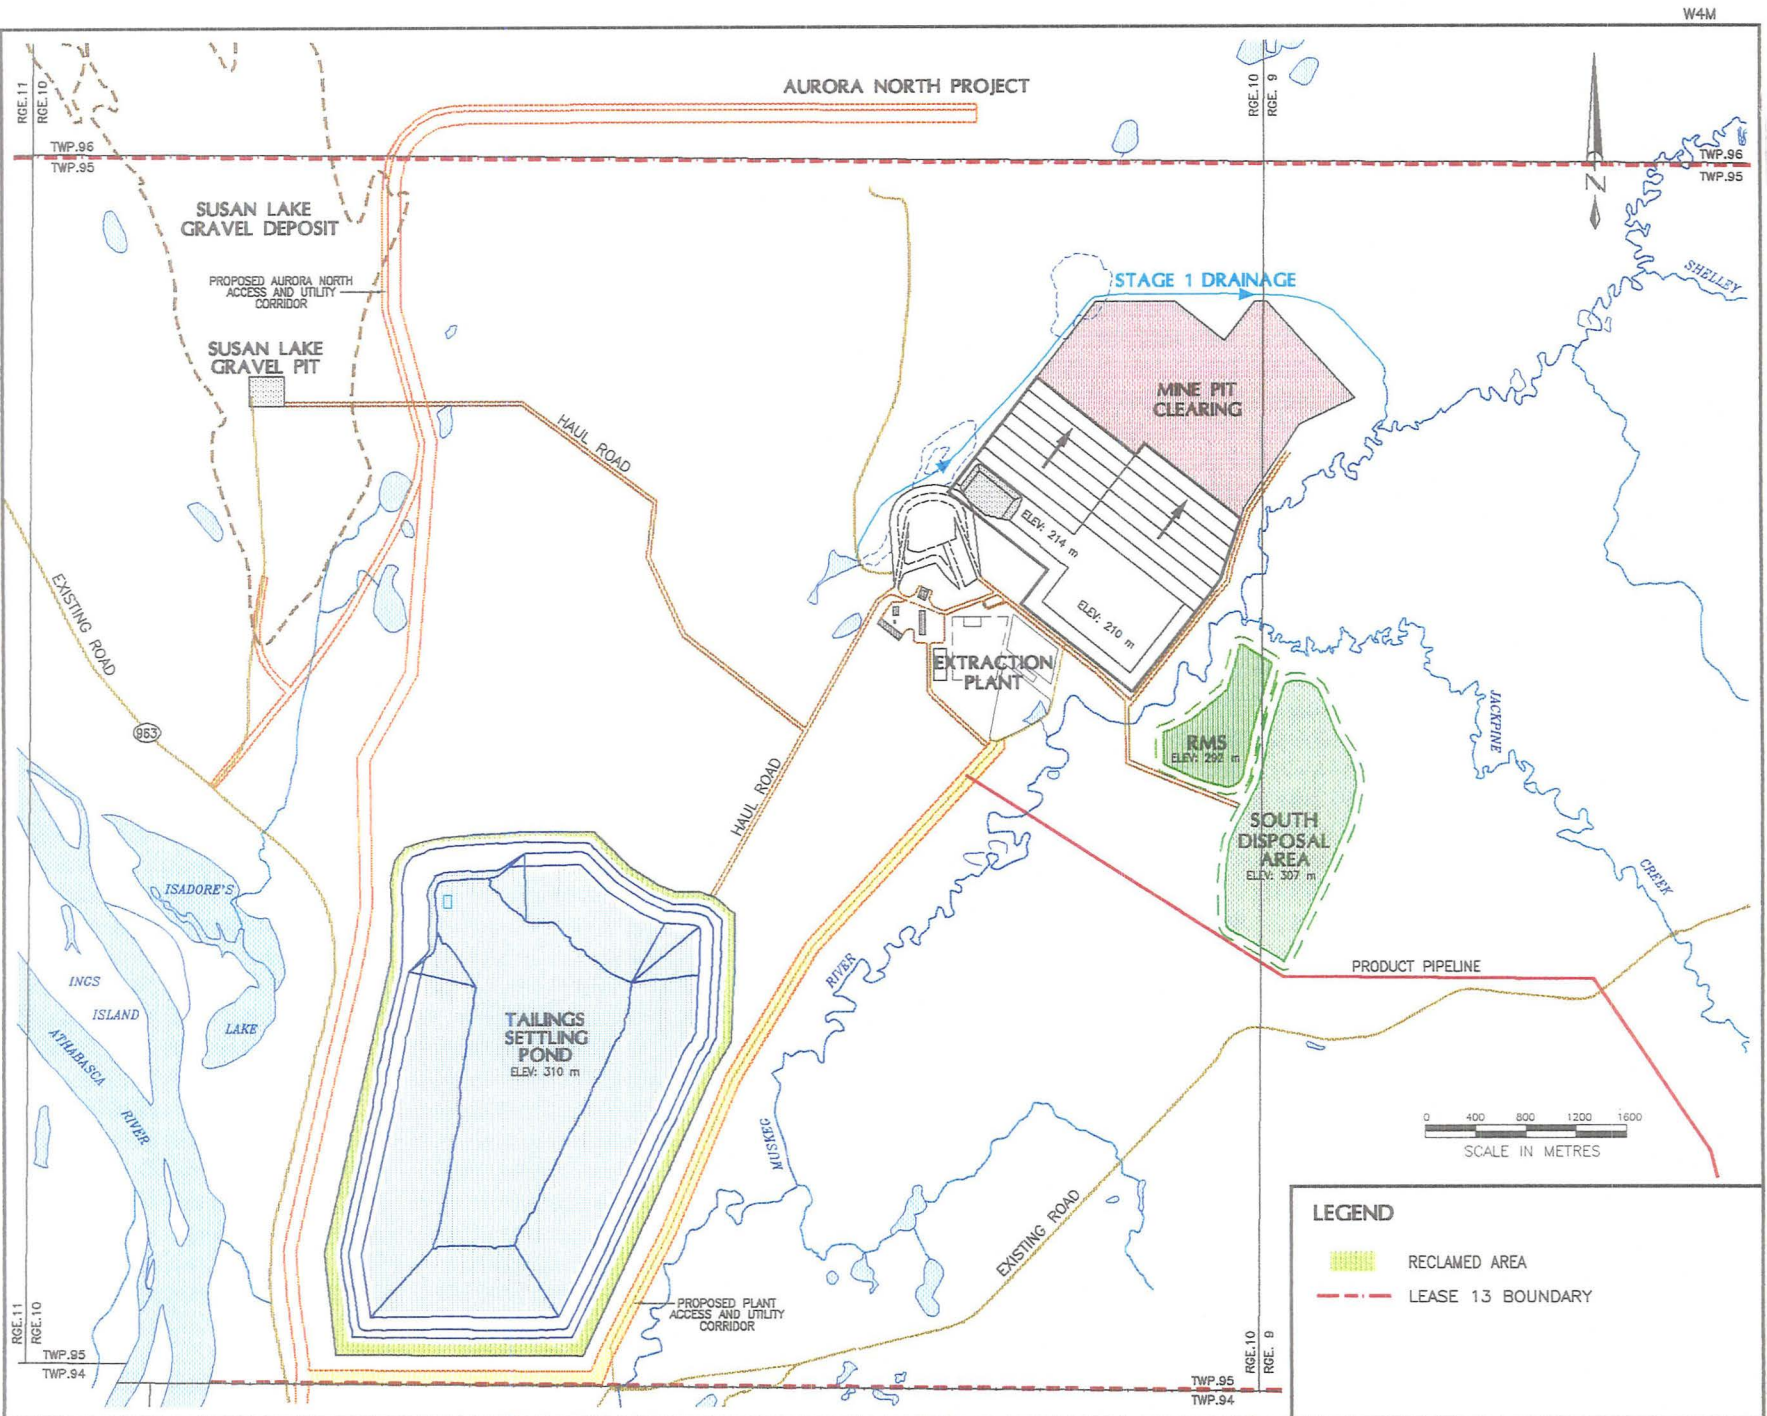 W4M
AURORA NORTH PROJECT
RGE.11
RGE.10
RGE.10
RGE. 9
TWP.96
TWP.95
TWP.96
TWP.95
N
SUSAN LAKE
GRAVEL DEPOSIT
PROPOSED AURORA NORTH
ACCESS AND UTILITY
CORRIDOR
STAGE 1 DRAINAGE
SHELLEY
SUSAN LAKE
GRAVEL PIT
MINE PIT
CLEARING
HAUL ROAD
ELEV: 214 m
ELEV: 210 m
EXISTING ROAD
963
EXTRACTION
PLANT
JACKPINE
CREEK
RMS
ELEV: 292 m
HAUL ROAD
SOUTH
DISPOSAL
AREA
ELEV: 307 m
ISADORE'S
LAKE
INGS
ISLAND
ATHABASCA
RIVER
RIVER
MUSKEG
PRODUCT PIPELINE
TAILINGS
SETTLING
POND
ELEV: 310 m
0 400 800 1200 1600
SCALE IN METRES
EXISTING ROAD
PROPOSED PLANT
ACCESS AND UTILITY
CORRIDOR
LEGEND
RECLAIMED AREA
LEASE 13 BOUNDARY
RGE.11
RGE.10
RGE.10
RGE. 9
TWP.95
TWP.94
TWP.95
TWP.94